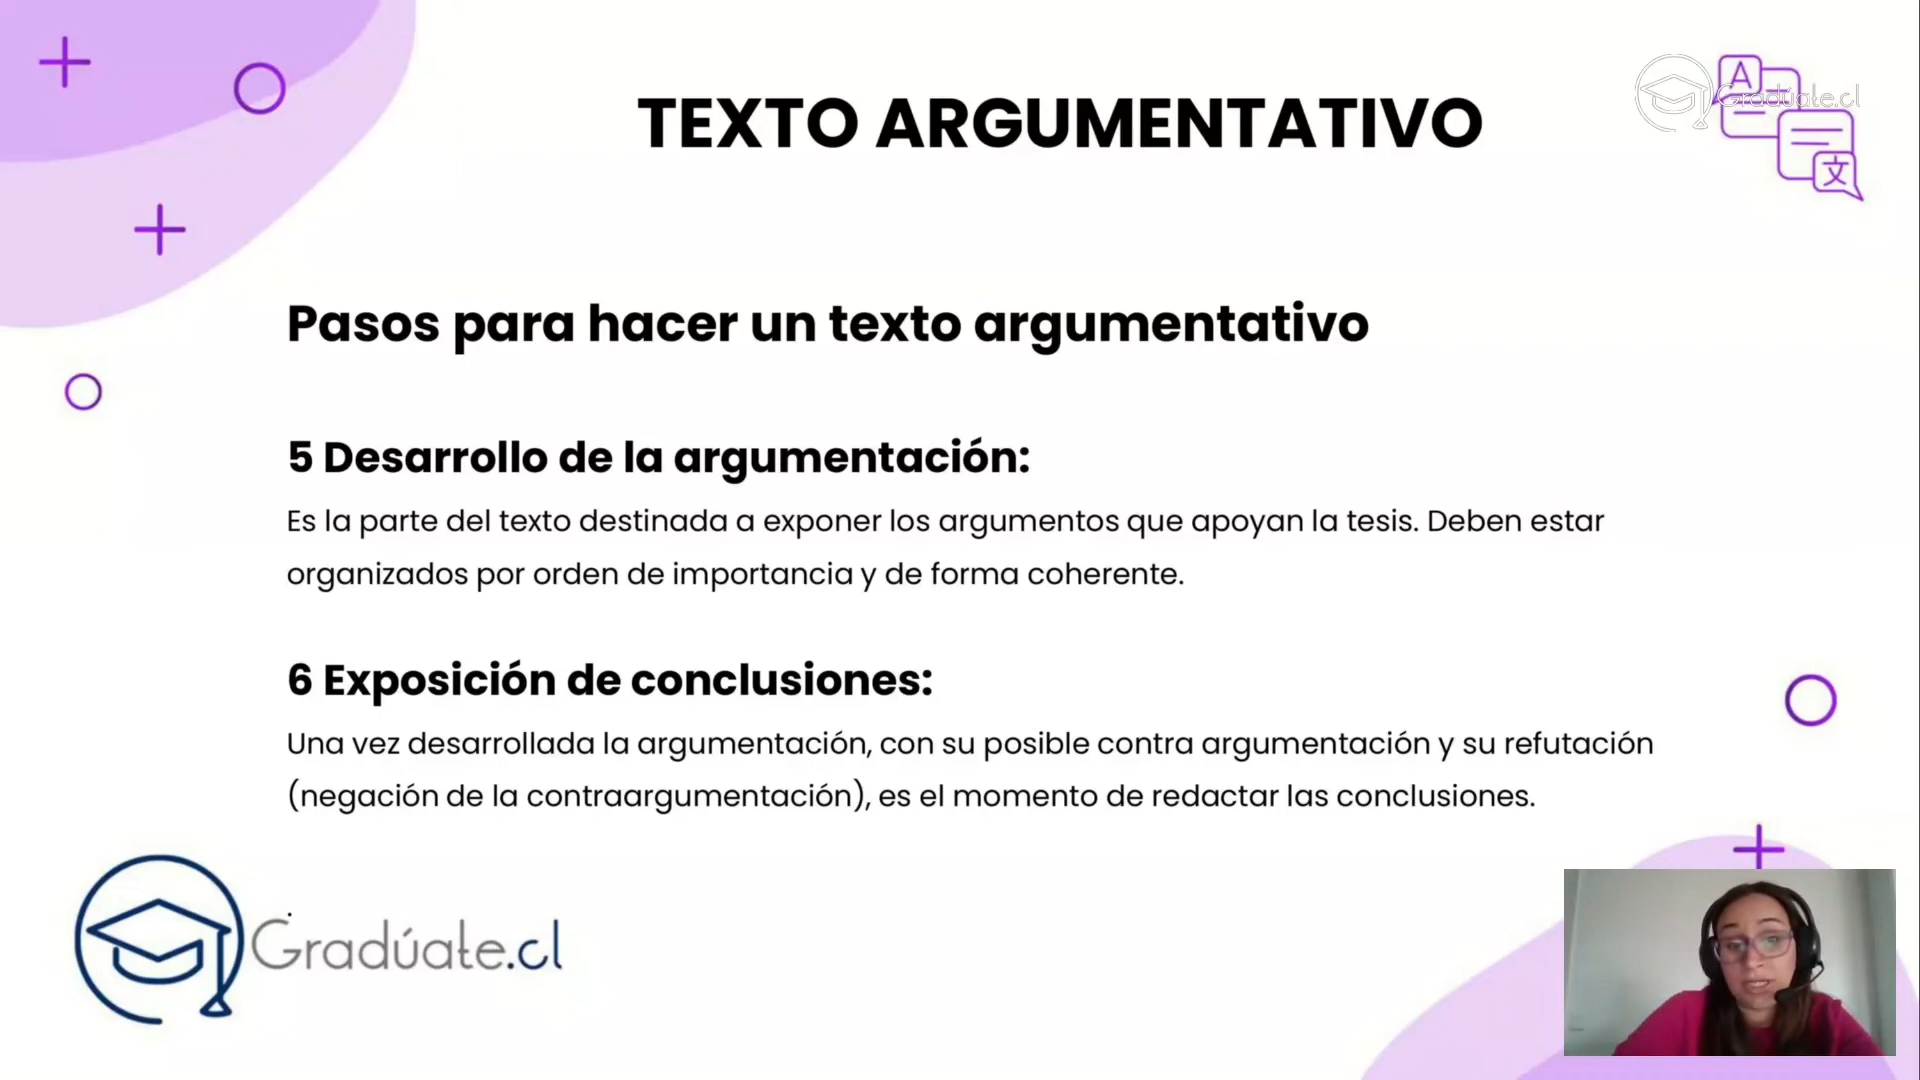 TEXTO ARGUMENTATIVO
A
Gradúate.cl
文
Pasos para hacer un texto argumentativo
5 Desarrollo de la argumentación:
Es la parte del texto destinada a exponer los argumentos que apoyan la tesis. Deben estar
organizados por orden de importancia y de forma coherente.
6 Exposición de conclusiones:
Una vez desarrollada la argumentación, con su posible contra argumentación y su refutación
(negación de la contraargumentación), es el momento de redactar las conclusiones.
.
Gradúate.cl